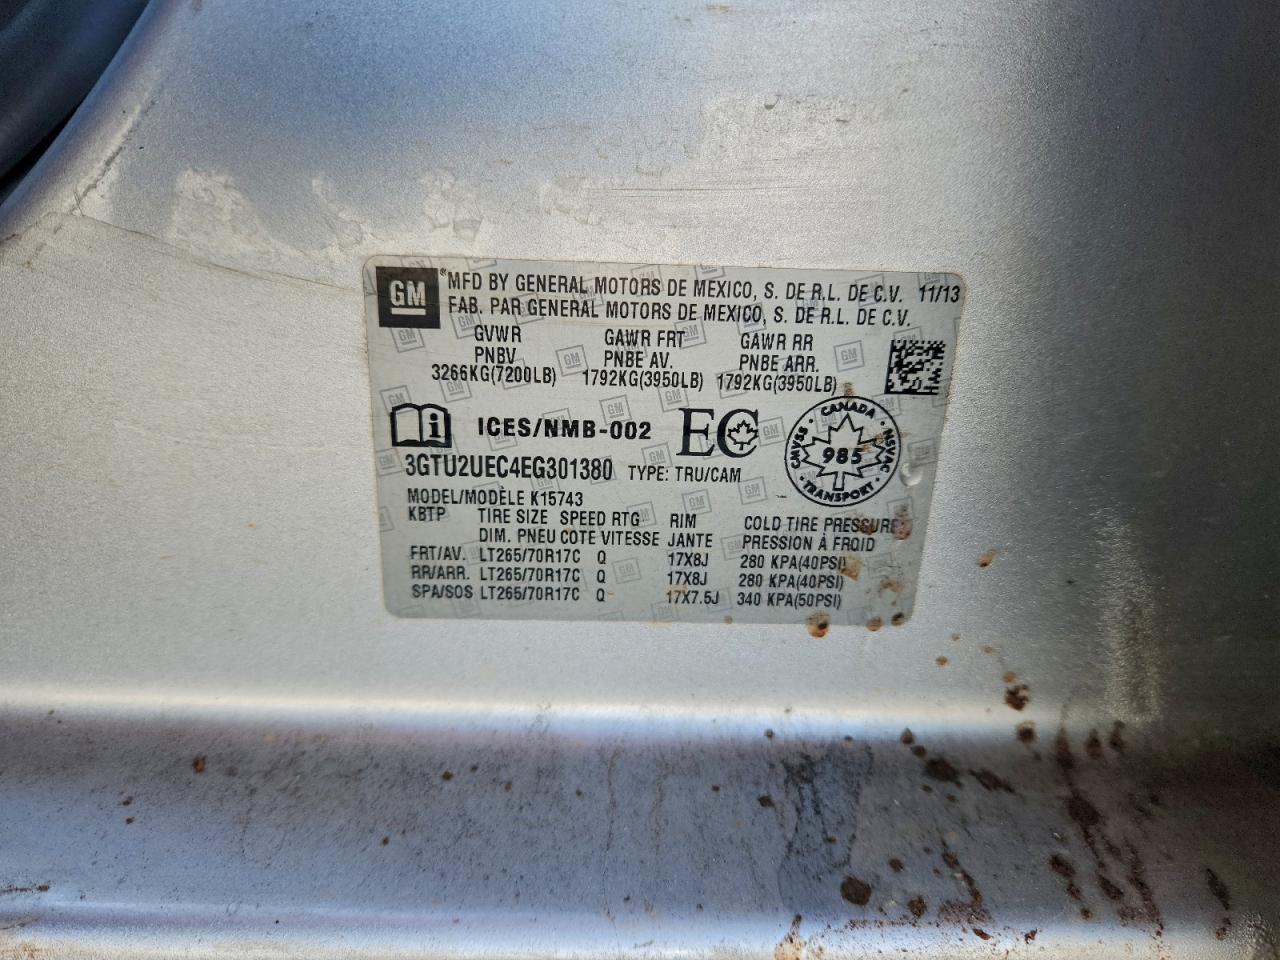 GM ® MFD BY GENERAL MOTORS DE MEXICO, S. DE R.L. DE C.V. 11/13
FAB. PAR GENERAL MOTORS DE MEXICO, S. DE R.L. DE C.V.
GVWR GAWR FRT GAWR RR
PNBV PNBE AV. PNBE ARR.
3266KG(7200LB) 1792KG(3950LB) 1792KG(3950LB)
i ICES/NMB-002 EC
CANADA CMVSS NSVAC 985 TRANSPORT
3GTU2UEC4EG301380 TYPE: TRU/CAM
MODEL/MODÈLE K15743
KBTP TIRE SIZE SPEED RTG RIM COLD TIRE PRESSURE
DIM. PNEU COTE VITESSE JANTE PRESSION À FROID
FRT/AV. LT265/70R17C Q 17X8J 280 KPA(40PSI)
RR/ARR. LT265/70R17C Q 17X8J 280 KPA(40PSI)
SPA/SOS LT265/70R17C Q 17X7.5J 340 KPA(50PSI)